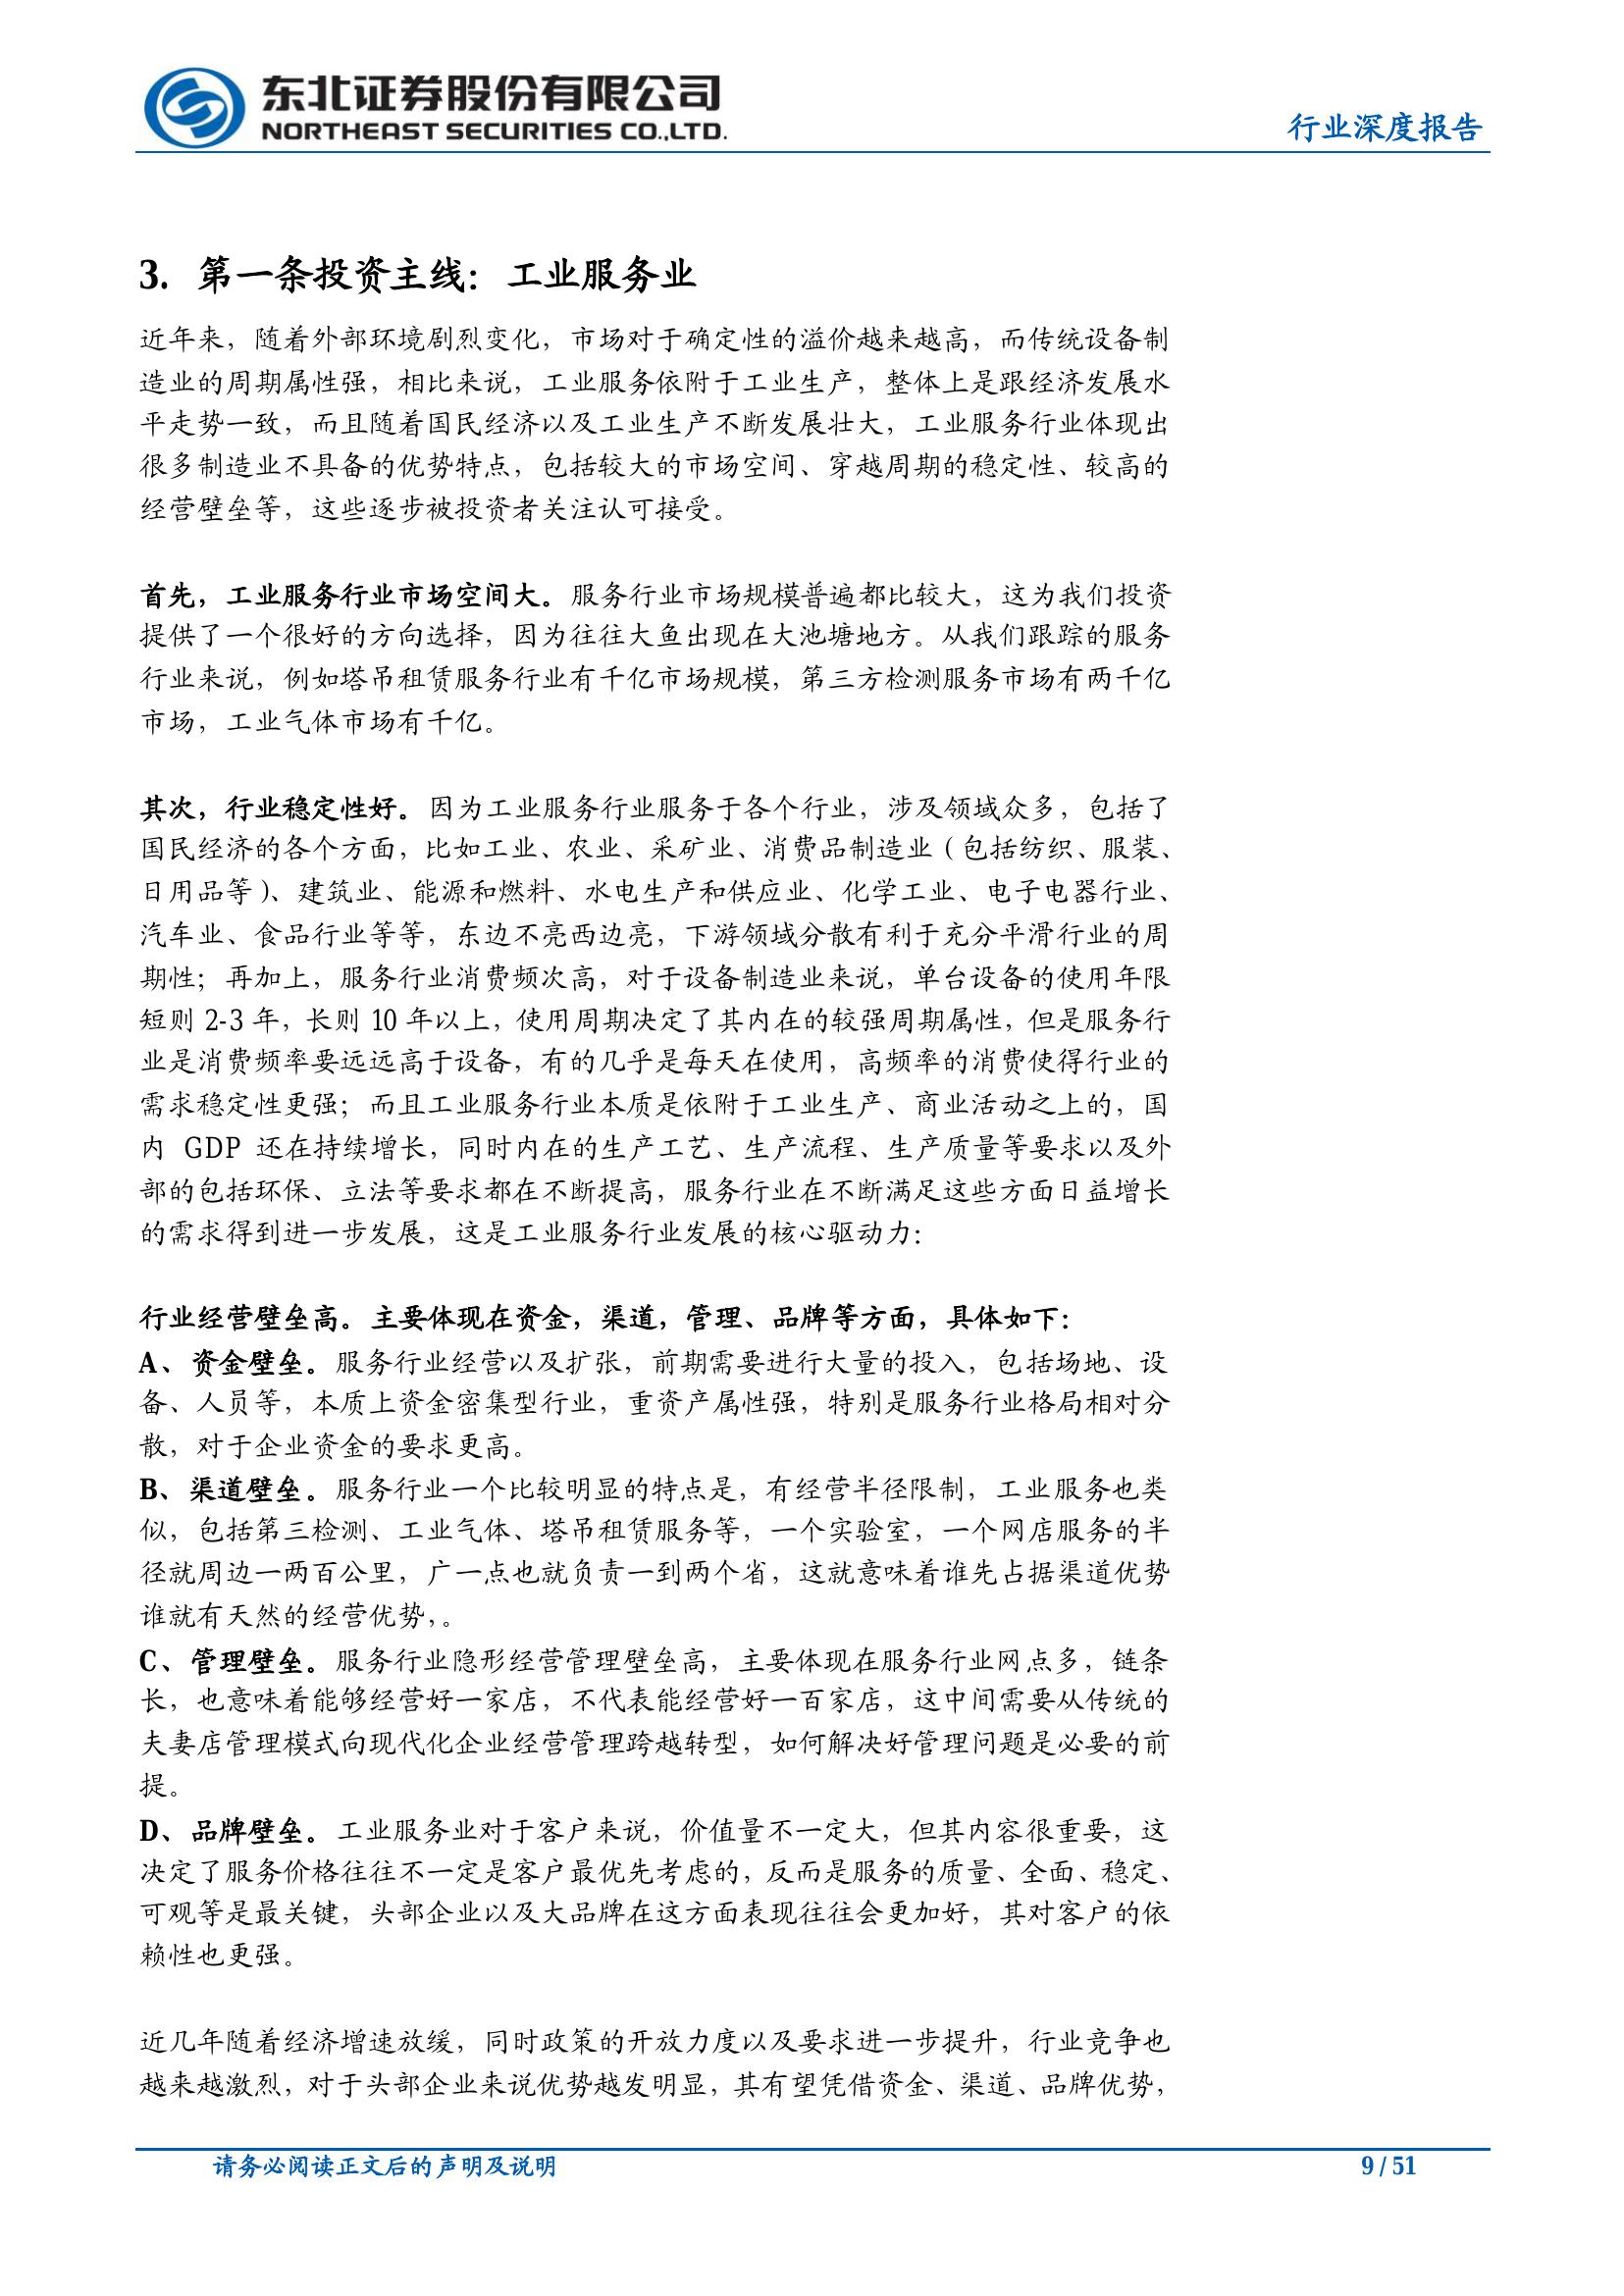 东北证券股份有限公司
NORTHEAST SECURITIES CO.,LTD.
行业深度报告
3. 第一条投资主线：工业服务业
近年来，随着外部环境剧烈变化，市场对于确定性的溢价越来越高，而传统设备制
造业的周期属性强，相比来说，工业服务依附于工业生产，整体上是跟经济发展水
平走势一致，而且随着国民经济以及工业生产不断发展壮大，工业服务行业体现出
很多制造业不具备的优势特点，包括较大的市场空间、穿越周期的稳定性、较高的
经营壁垒等，这些逐步被投资者关注认可接受。
首先，工业服务行业市场空间大。服务行业市场规模普遍都比较大，这为我们投资
提供了一个很好的方向选择，因为往往大鱼出现在大池塘地方。从我们跟踪的服务
行业来说，例如塔吊租赁服务行业有千亿市场规模，第三方检测服务市场有两千亿
市场，工业气体市场有千亿。
其次，行业稳定性好。因为工业服务行业服务于各个行业，涉及领域众多，包括了
国民经济的各个方面，比如工业、农业、采矿业、消费品制造业（包括纺织、服装、
日用品等）、建筑业、能源和燃料、水电生产和供应业、化学工业、电子电器行业、
汽车业、食品行业等等，东边不亮西边亮，下游领域分散有利于充分平滑行业的周
期性；再加上，服务行业消费频次高，对于设备制造业来说，单台设备的使用年限
短则 2-3 年，长则 10 年以上，使用周期决定了其内在的较强周期属性，但是服务行
业是消费频率要远远高于设备，有的几乎是每天在使用，高频率的消费使得行业的
需求稳定性更强；而且工业服务行业本质是依附于工业生产、商业活动之上的，国
内 GDP 还在持续增长，同时内在的生产工艺、生产流程、生产质量等要求以及外
部的包括环保、立法等要求都在不断提高，服务行业在不断满足这些方面日益增长
的需求得到进一步发展，这是工业服务行业发展的核心驱动力：
行业经营壁垒高。主要体现在资金，渠道，管理、品牌等方面，具体如下：
A、资金壁垒。服务行业经营以及扩张，前期需要进行大量的投入，包括场地、设
备、人员等，本质上资金密集型行业，重资产属性强，特别是服务行业格局相对分
散，对于企业资金的要求更高。
B、渠道壁垒。服务行业一个比较明显的特点是，有经营半径限制，工业服务也类
似，包括第三检测、工业气体、塔吊租赁服务等，一个实验室，一个网店服务的半
径就周边一两百公里，广一点也就负责一到两个省，这就意味着谁先占据渠道优势
谁就有天然的经营优势，。
C、管理壁垒。服务行业隐形经营管理壁垒高，主要体现在服务行业网点多，链条
长，也意味着能够经营好一家店，不代表能经营好一百家店，这中间需要从传统的
夫妻店管理模式向现代化企业经营管理跨越转型，如何解决好管理问题是必要的前
提。
D、品牌壁垒。工业服务业对于客户来说，价值量不一定大，但其内容很重要，这
决定了服务价格往往不一定是客户最优先考虑的，反而是服务的质量、全面、稳定、
可观等是最关键，头部企业以及大品牌在这方面表现往往会更加好，其对客户的依
赖性也更强。
近几年随着经济增速放缓，同时政策的开放力度以及要求进一步提升，行业竞争也
越来越激烈，对于头部企业来说优势越发明显，其有望凭借资金、渠道、品牌优势，
请务必阅读正文后的声明及说明
9 / 51